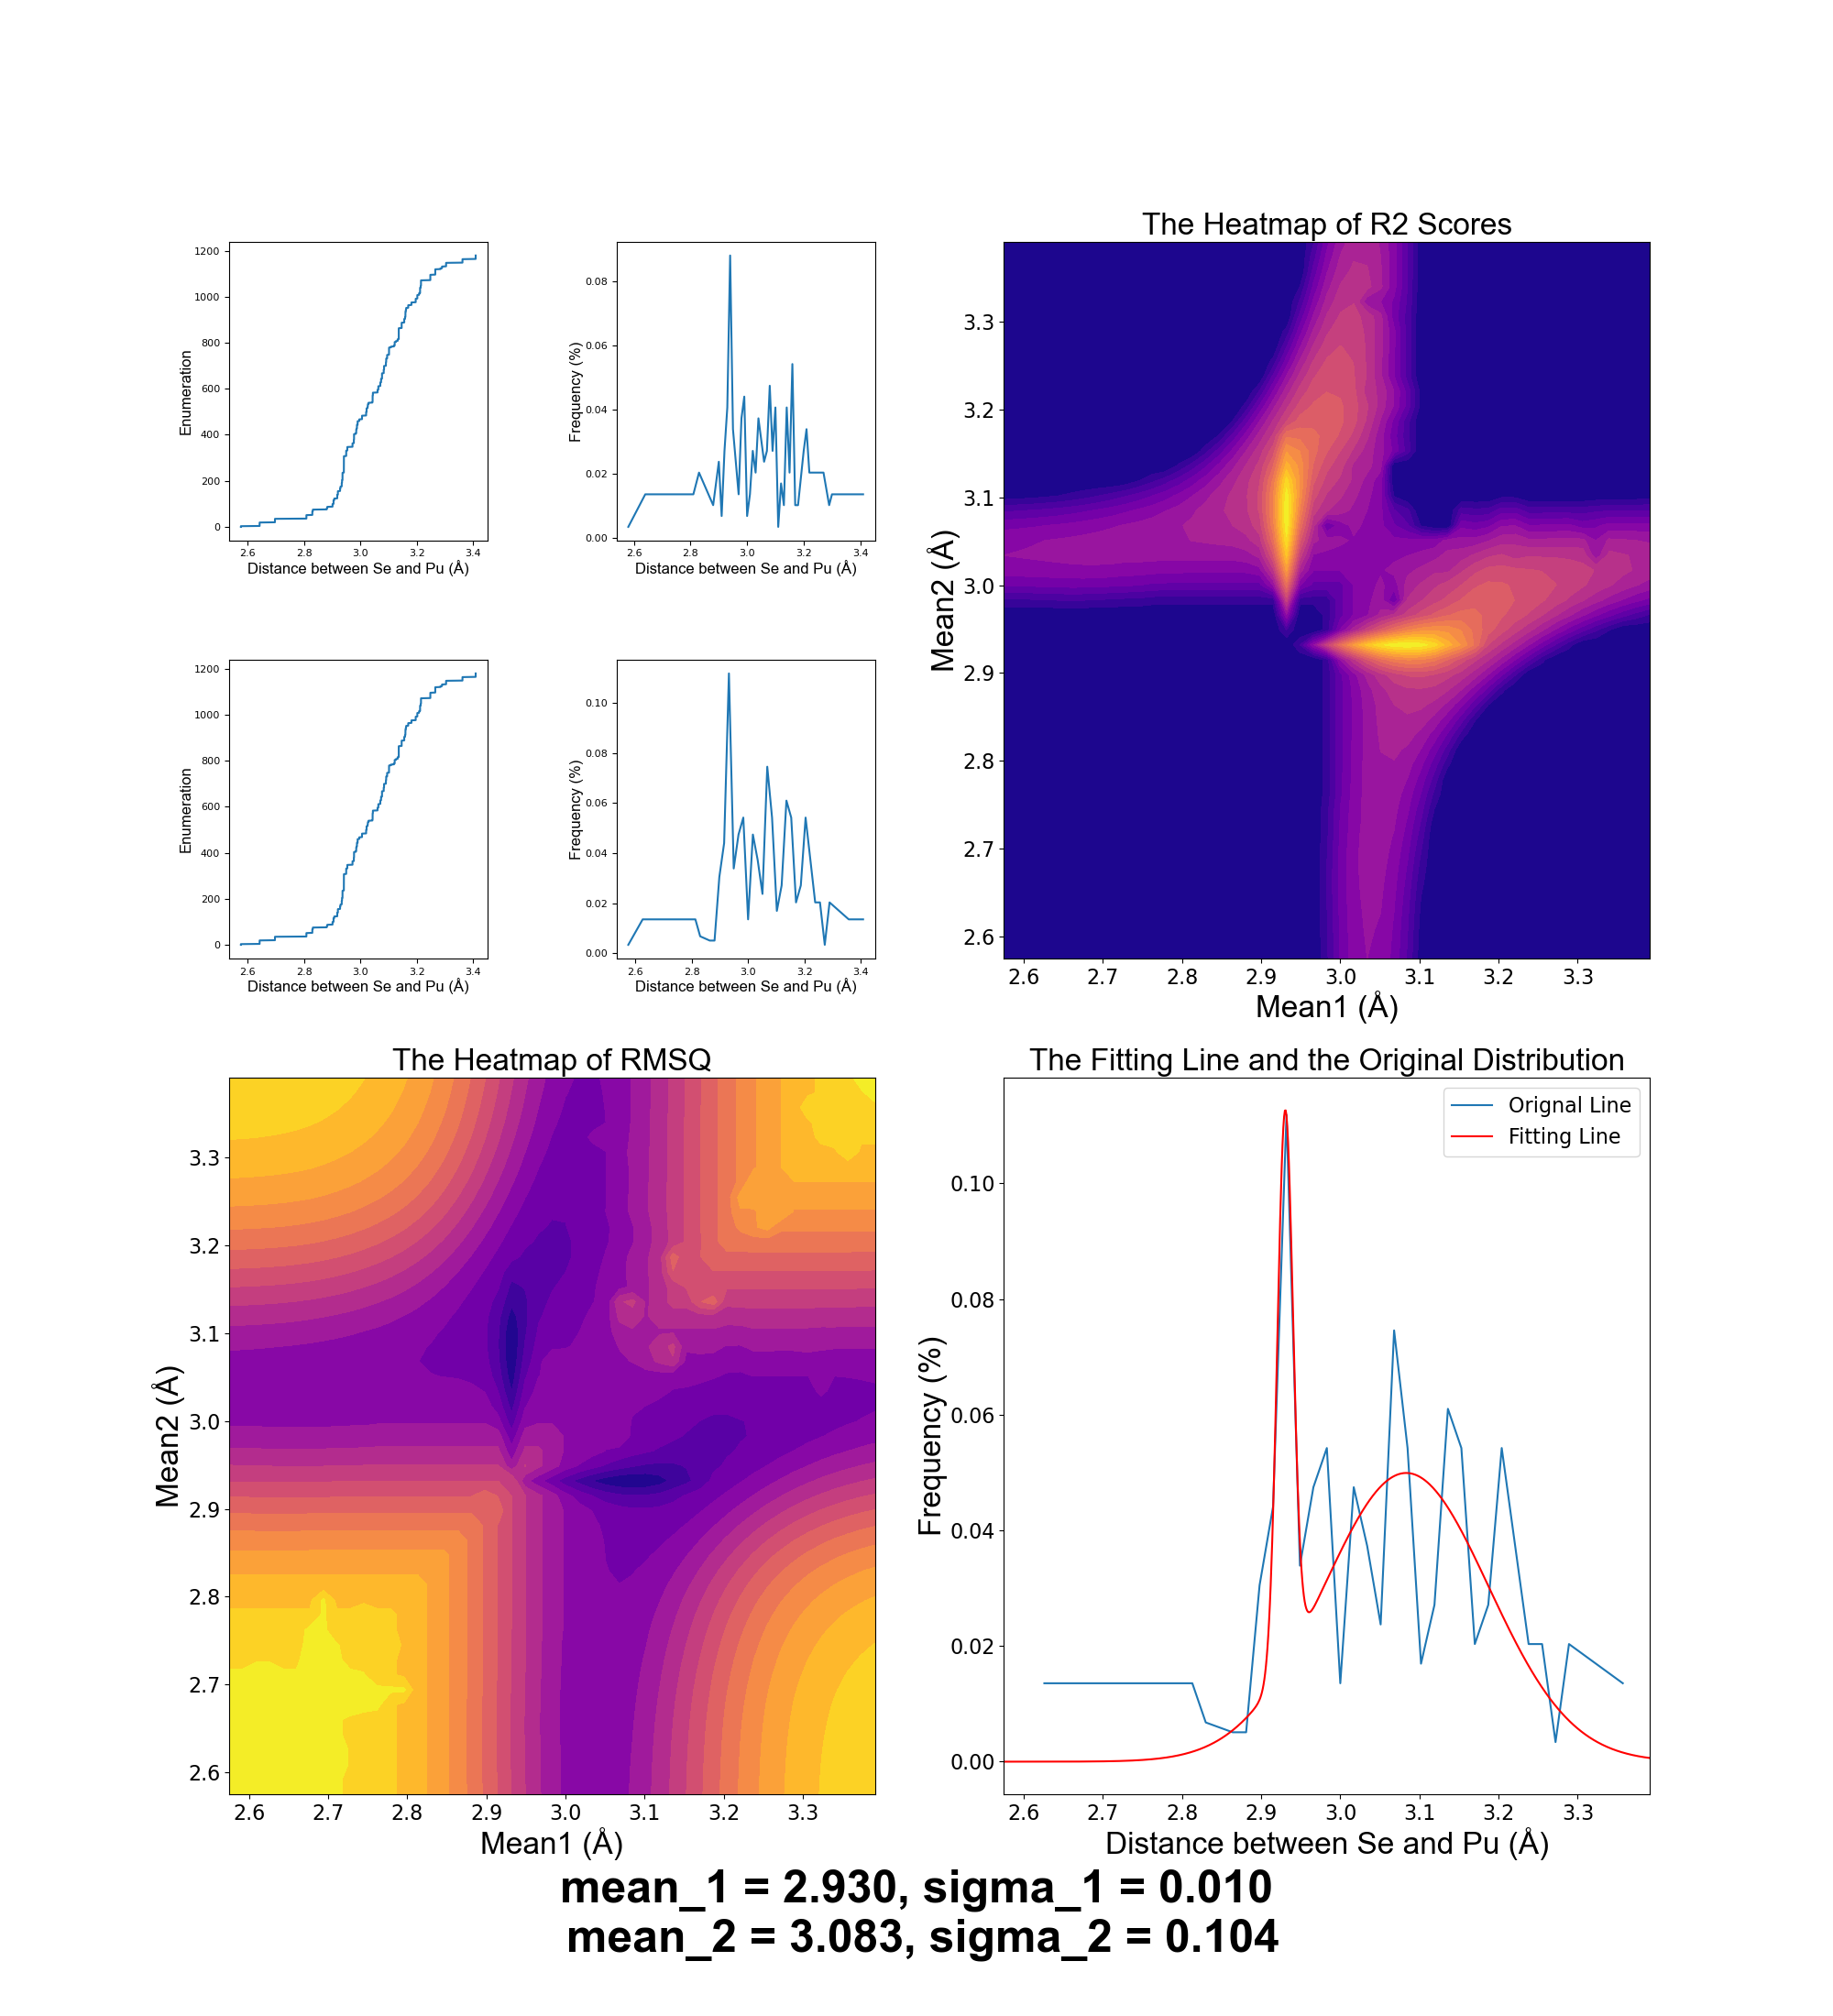 1200
1000
800
600
400
200
0
Enumeration
2.6 2.8 3.0 3.2 3.4
Distance between Se and Pu (Å)
0.08
0.06
0.04
0.02
0.00
Frequency (%)
2.6 2.8 3.0 3.2 3.4
Distance between Se and Pu (Å)
The Heatmap of R2 Scores
3.3
3.2
3.1
3.0
2.9
2.8
2.7
2.6
Mean2 (Å)
2.6 2.7 2.8 2.9 3.0 3.1 3.2 3.3
Mean1 (Å)
1200
1000
800
600
400
200
0
Enumeration
2.6 2.8 3.0 3.2 3.4
Distance between Se and Pu (Å)
0.10
0.08
0.06
0.04
0.02
0.00
Frequency (%)
2.6 2.8 3.0 3.2 3.4
Distance between Se and Pu (Å)
The Heatmap of RMSQ
3.3
3.2
3.1
3.0
2.9
2.8
2.7
2.6
Mean2 (Å)
2.6 2.7 2.8 2.9 3.0 3.1 3.2 3.3
Mean1 (Å)
The Fitting Line and the Original Distribution
Orignal Line
Fitting Line
0.10
0.08
0.06
0.04
0.02
0.00
Frequency (%)
2.6 2.7 2.8 2.9 3.0 3.1 3.2 3.3
Distance between Se and Pu (Å)
mean_1 = 2.930, sigma_1 = 0.010
mean_2 = 3.083, sigma_2 = 0.104